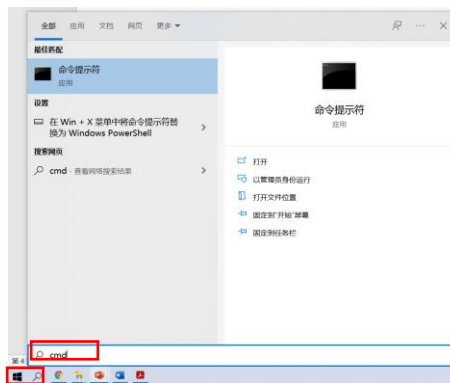 全部 应用 文档 网页 更多
最佳匹配
命令提示符
应用
设置
在 Win + X 菜单中将命令提示符替
换为 Windows PowerShell
搜索网页
cmd - 查看网络搜索结果
命令提示符
应用
打开
以管理员身份运行
打开文件位置
固定到"开始"屏幕
固定到任务栏
cmd
第4